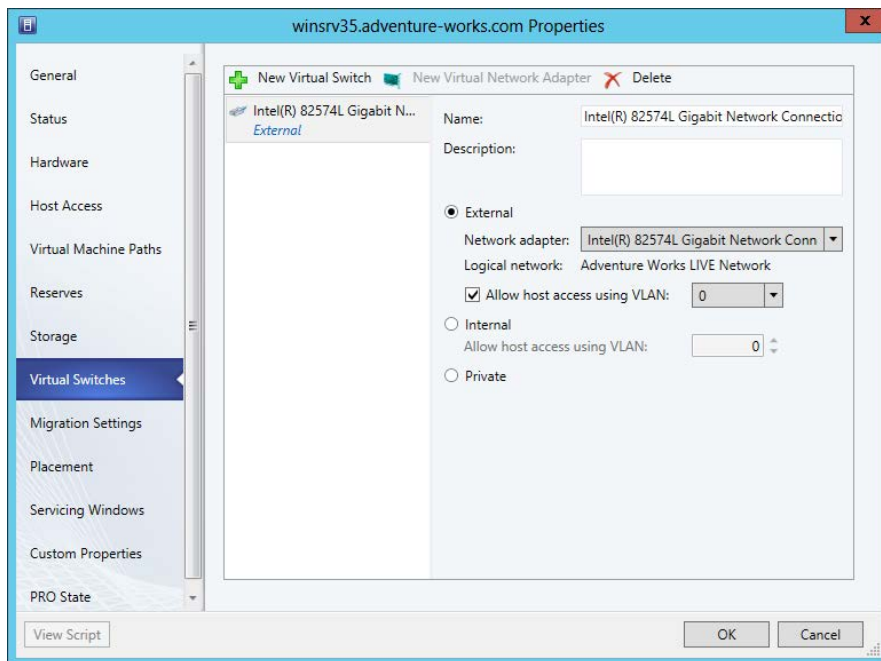 winsrv35.adventure-works.com Properties
x
General
Status
Hardware
Host Access
Virtual Machine Paths
Reserves
Storage
Virtual Switches
Migration Settings
Placement
Servicing Windows
Custom Properties
PRO State
New Virtual Switch New Virtual Network Adapter Delete
Intel(R) 82574L Gigabit N...
External
Name: Intel(R) 82574L Gigabit Network Connectio
Description:
External
Network adapter: Intel(R) 82574L Gigabit Network Conn
Logical network: Adventure Works LIVE Network
Allow host access using VLAN: 0
Internal
Allow host access using VLAN: 0
Private
View Script
OK Cancel